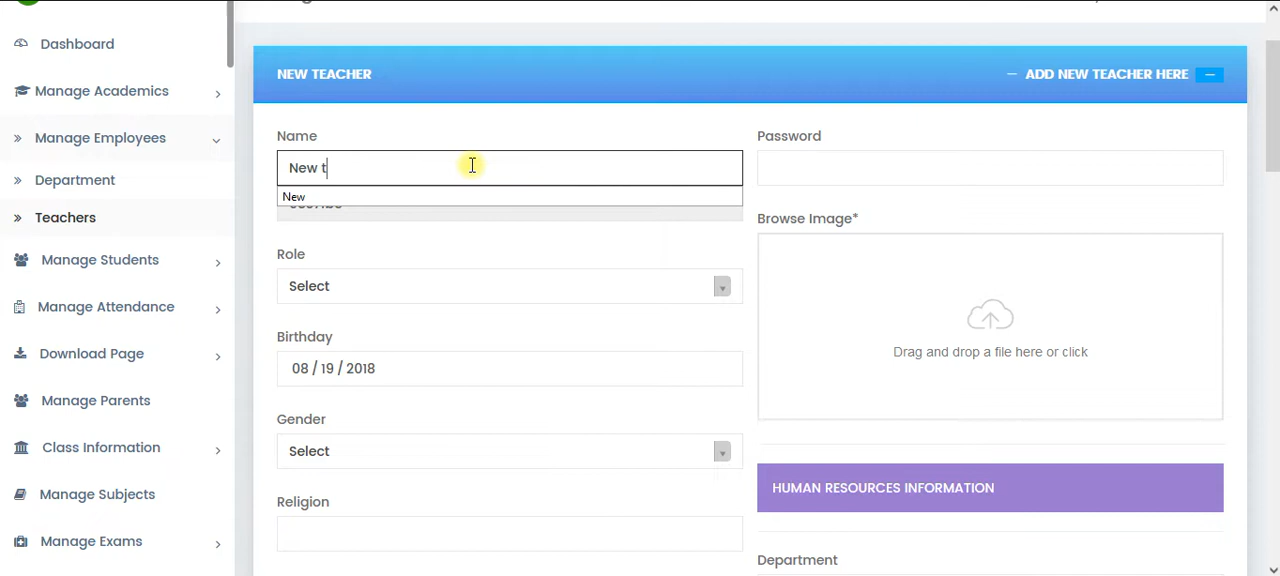 Dashboard
Manage Academics
Manage Employees
Department
Teachers
Manage Students
Manage Attendance
Download Page
Manage Parents
Class Information
Manage Subjects
Manage Exams
NEW TEACHER
ADD NEW TEACHER HERE
Name
New t
New
Role
Select
Birthday
08 / 19 / 2018
Gender
Select
Religion
Password
Browse Image*
Drag and drop a file here or click
HUMAN RESOURCES INFORMATION
Department